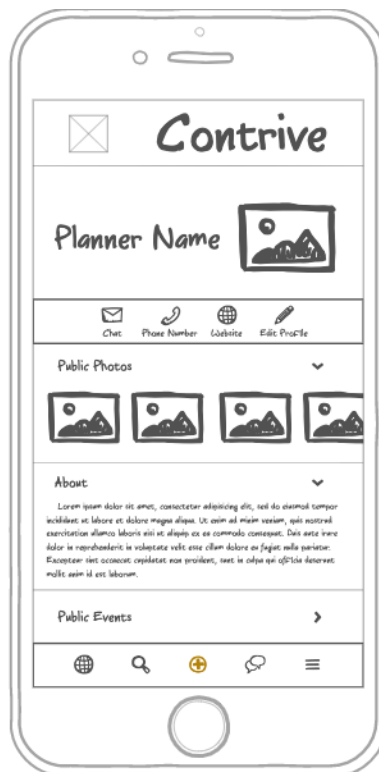 Contrive
Planner Name
Chat Phone Number Website Edit Profile
Public Photos
About
Lorem ipsum dolor sit amet, consectetur adipisicing elit, sed do eiusmod tempor
incididunt ut labore et dolore magna aliqua. Ut enim ad minim veniam, quis nostrud
exercitation ullamco laboris nisi ut aliquip ex ea commodo consequat. Duis aute irure
dolor in reprehenderit in voluptate velit esse cillum dolore eu fugiat nulla pariatur.
Excepteur sint occaecat cupidatat non proident, sunt in culpa qui officia deserunt
mollit anim id est laborum.
Public Events